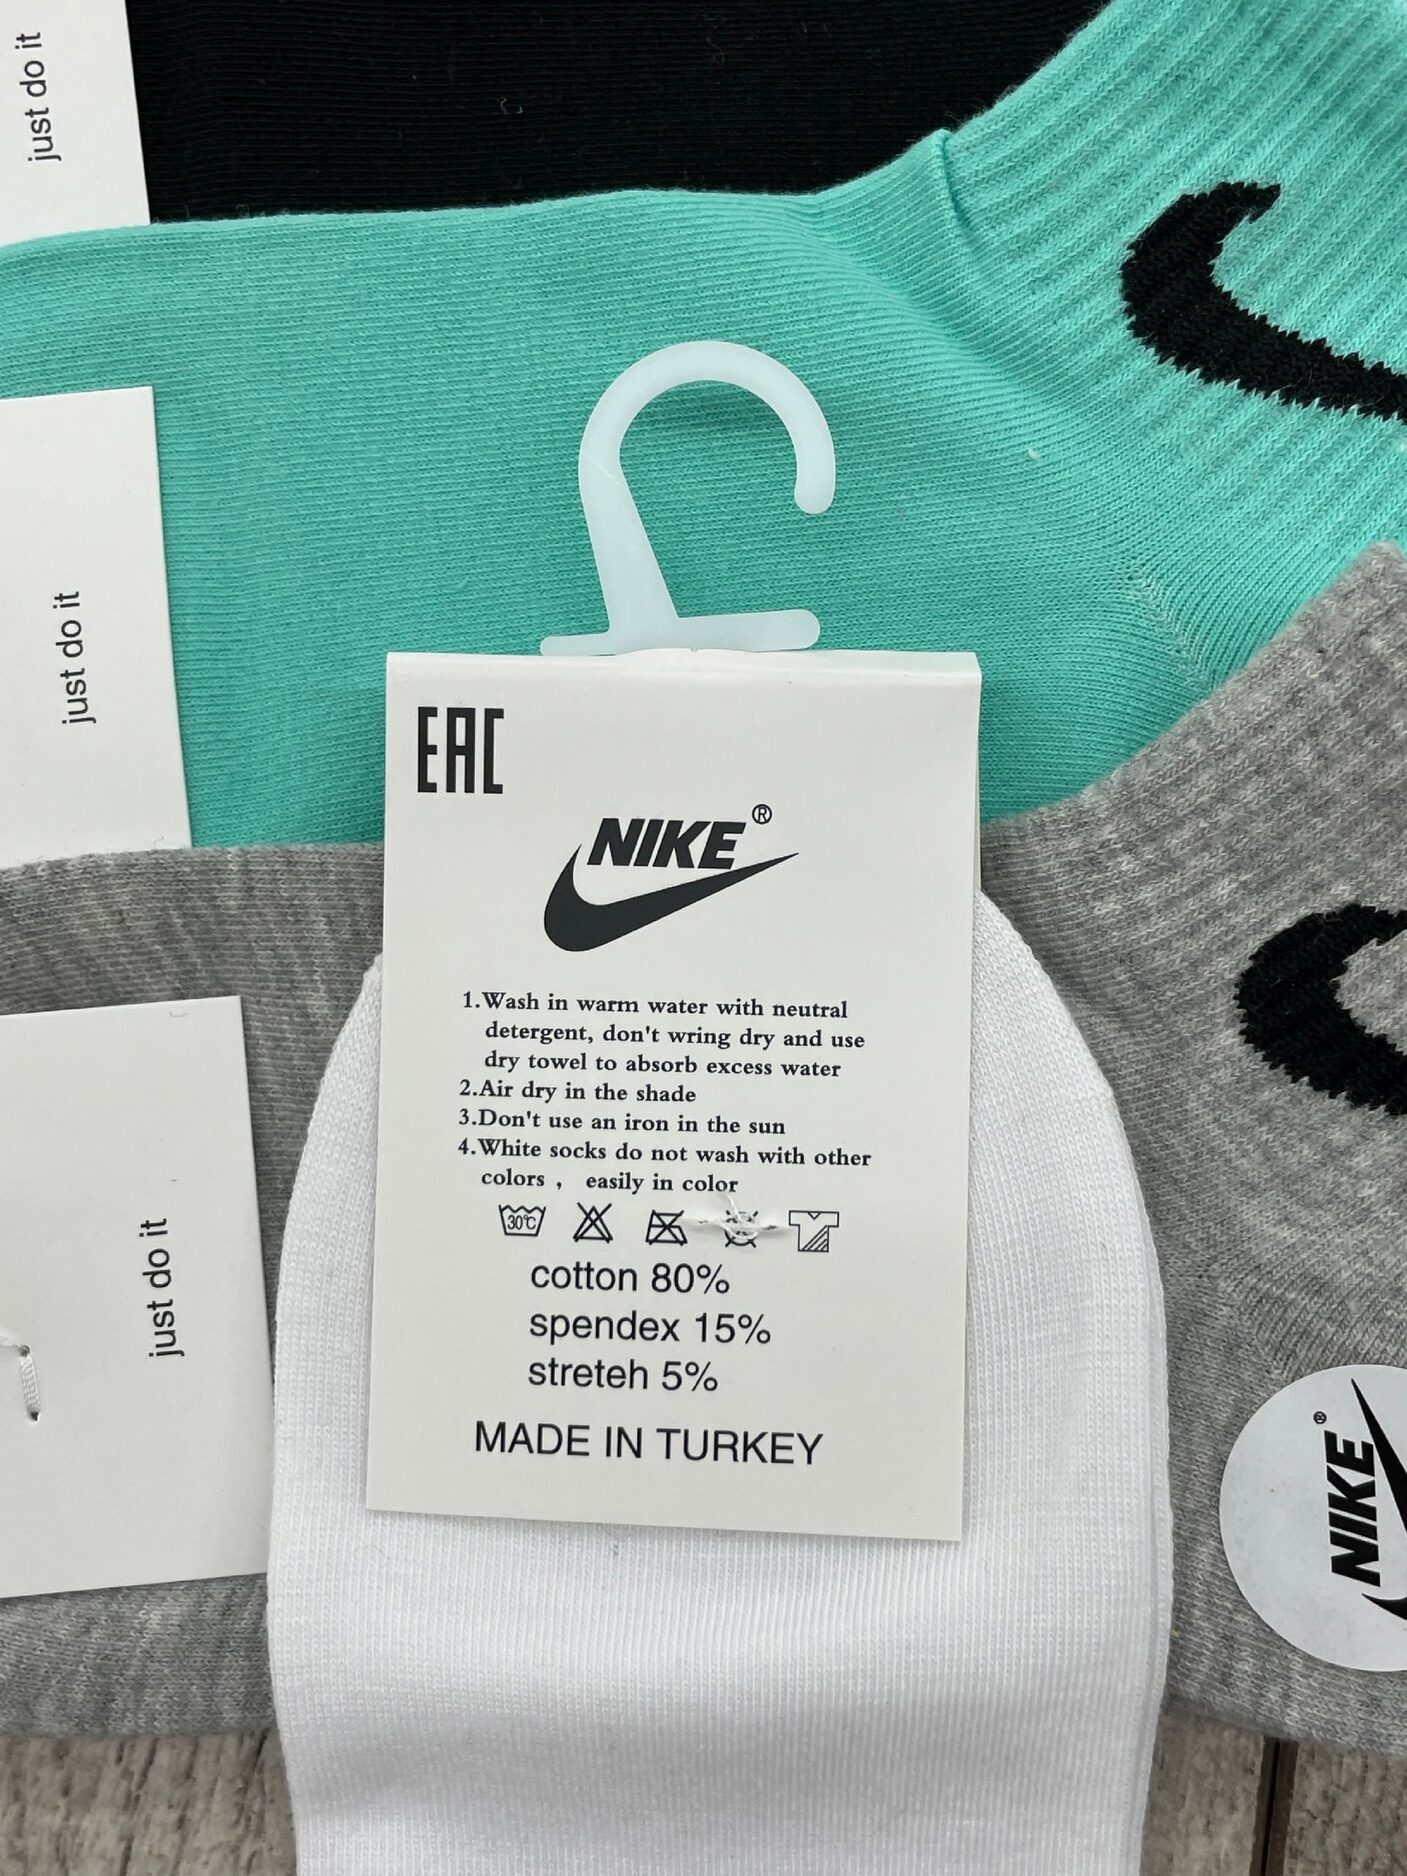 just do it
just do it
EAC
NIKE®
1.Wash in warm water with neutral
detergent, don't wring dry and use
dry towel to absorb excess water
2.Air dry in the shade
3.Don't use an iron in the sun
4.White socks do not wash with other
colors , easily in color
30°C
cotton 80%
spendex 15%
streteh 5%
MADE IN TURKEY
just do it
NIKE®